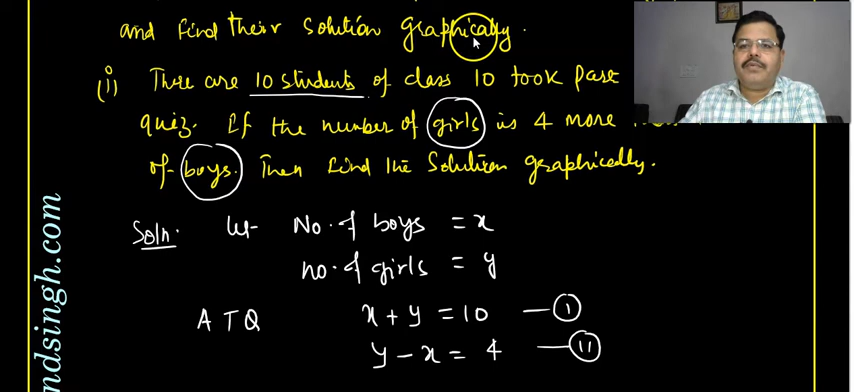 and find their solution graphically.
(i) There are 10 students of class 10 took part
quiz. If the number of girls is 4 more
of boys. Then find the solution graphically.
Soln. Let No. of boys = x
no. of girls = y
A T Q x + y = 10 — (1)
y - x = 4 — (11)
ndsingh.com